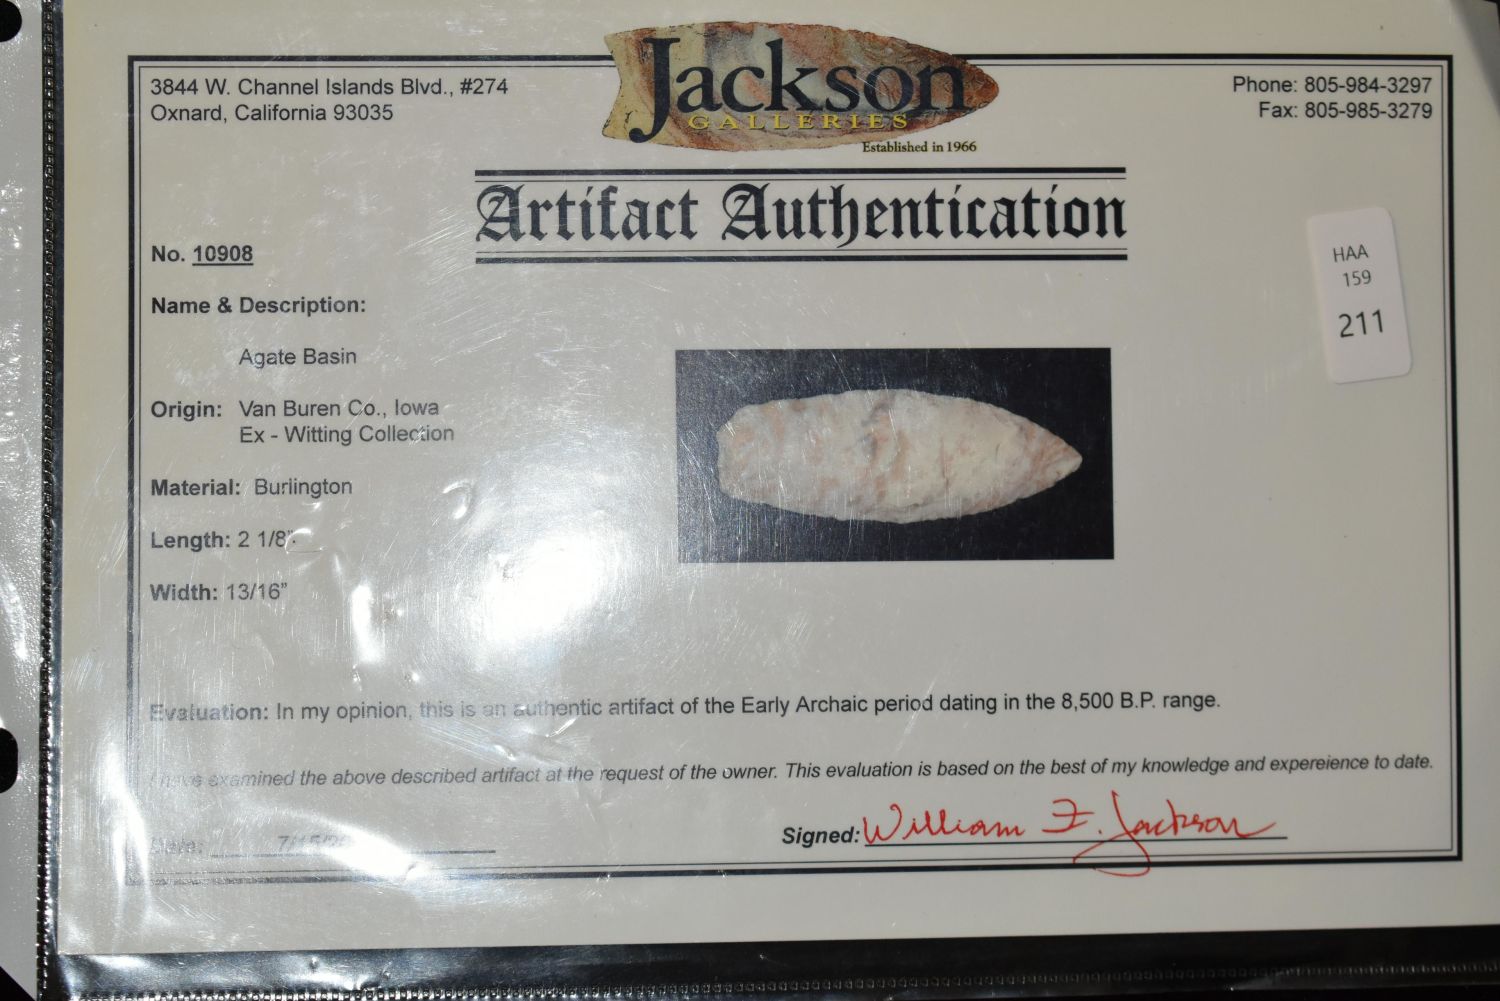 Jackson
GALLERIES
Established in 1966
3844 W. Channel Islands Blvd., #274
Oxnard, California 93035
Phone: 805-984-3297
Fax: 805-985-3279
Artifact Authentication
HAA
159
211
No. 10908
Name & Description:
Agate Basin
Origin: Van Buren Co., Iowa
Ex - Witting Collection
Material: Burlington
Length: 2 1/8".
Width: 13/16"
Evaluation: In my opinion, this is an authentic artifact of the Early Archaic period dating in the 8,500 B.P. range.
I have examined the above described artifact at the request of the owner. This evaluation is based on the best of my knowledge and expereience to date.
Date:
Signed: William F. Jackson